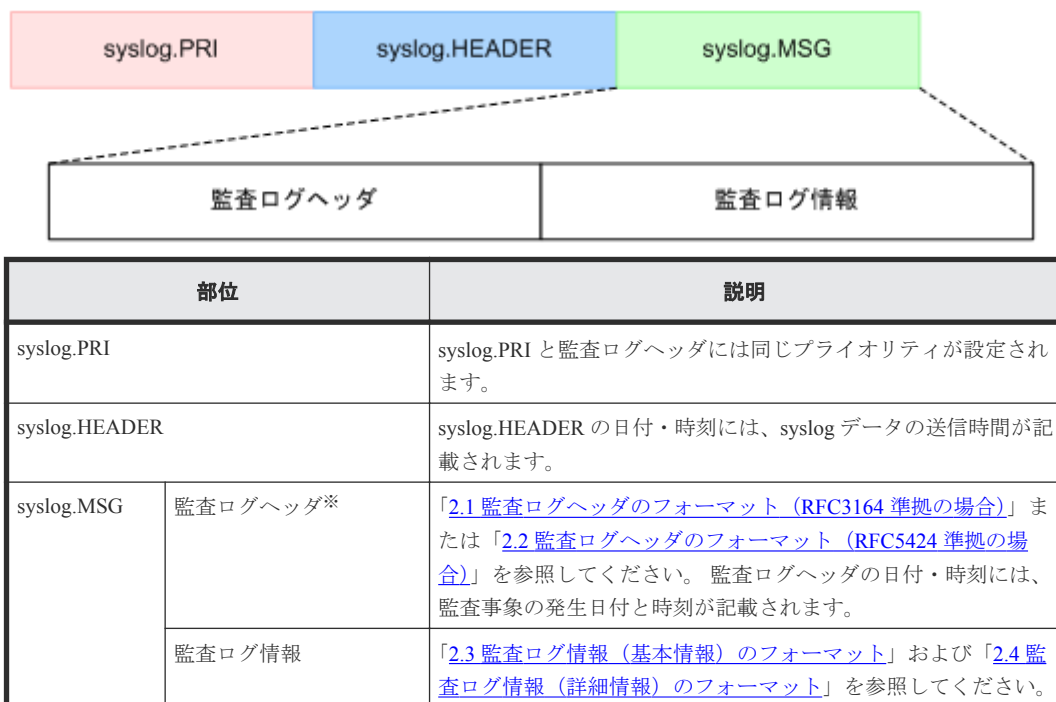 syslog.PRI
syslog.HEADER
syslog.MSG
監査ログヘッダ
監査ログ情報
部位
説明
syslog.PRI
syslog.PRI と監査ログヘッダには同じプライオリティが設定され
ます。
syslog.HEADER
syslog.HEADER の日付・時刻には、syslog データの送信時間が記
載されます。
syslog.MSG
監査ログヘッダ※
「2.1 監査ログヘッダのフォーマット（RFC3164 準拠の場合）」ま
たは「2.2 監査ログヘッダのフォーマット（RFC5424 準拠の場
合）」を参照してください。 監査ログヘッダの日付・時刻には、
監査事象の発生日付と時刻が記載されます。
監査ログ情報
「2.3 監査ログ情報（基本情報）のフォーマット」および「2.4 監
査ログ情報（詳細情報）のフォーマット」を参照してください。